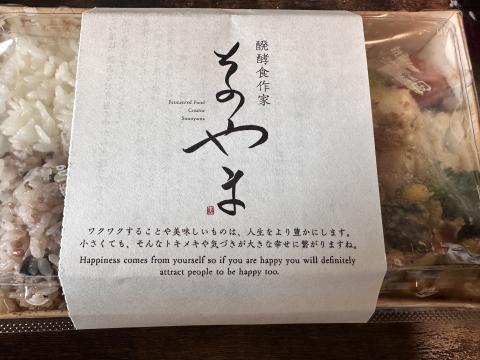 醗酵食作家
そのやま
Fermented Food
Creator
Sonoyama
ワクワクすることや美味しいものは、人生をより豊かにします。
小さくても、そんなトキメキや気づきが大きな幸せに繋がりますね。
Happiness comes from yourself so if you are happy you will definitely
attract people to be happy too.